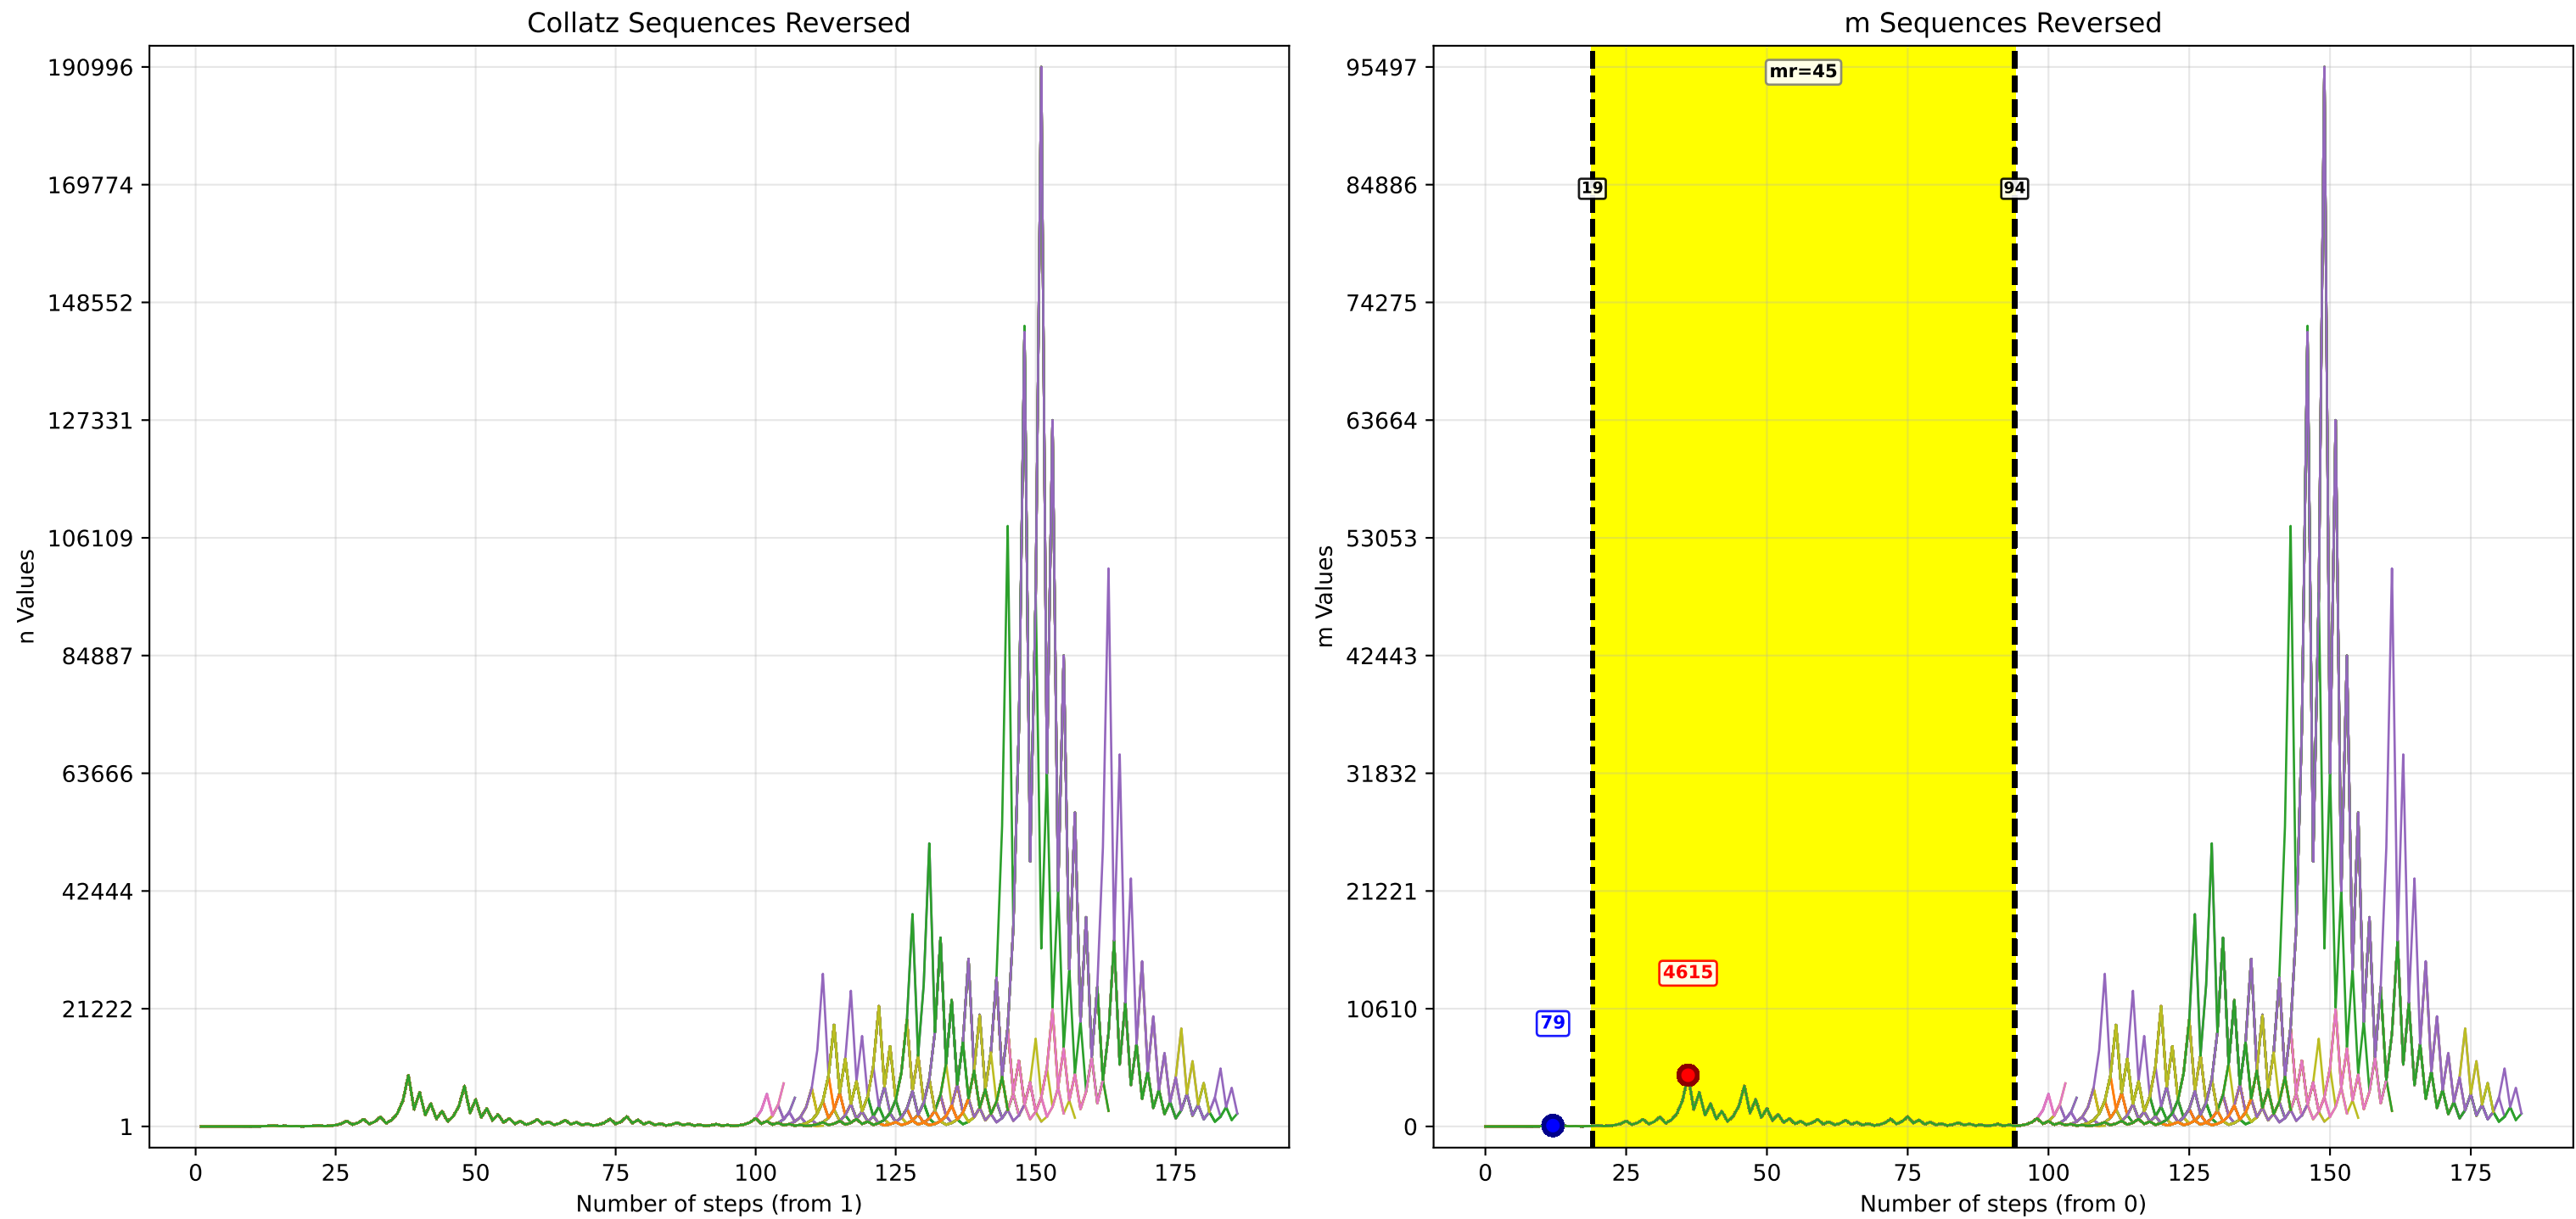 Collatz Sequences Reversed
190996
169774
148552
127331
106109
84887
63666
42444
21222
1
n Values
0 25 50 75 100 125 150 175
Number of steps (from 1)
m Sequences Reversed
95497
84886
74275
63664
53053
42443
31832
21221
10610
0
m Values
mr=45
19
94
4615
79
0 25 50 75 100 125 150 175
Number of steps (from 0)